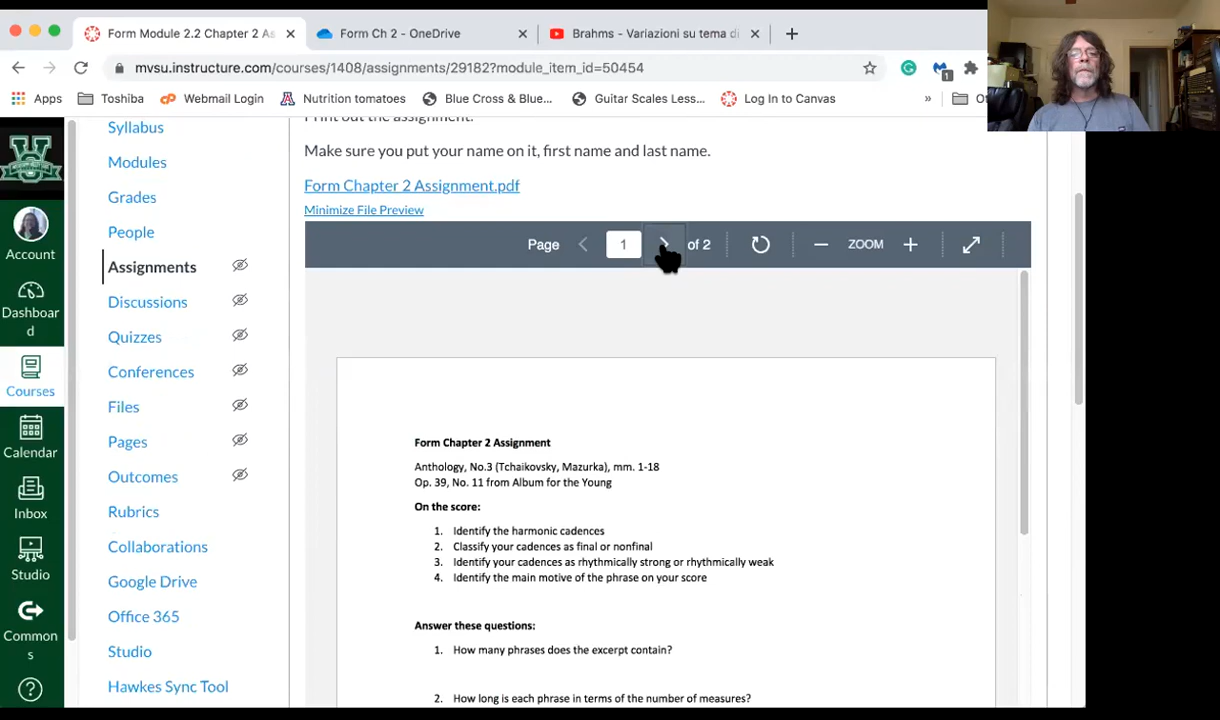 Form Module 2.2 Chapter 2 As
Form Ch 2 - OneDrive
Brahms - Variazioni su tema di
mvsu.instructure.com/courses/1408/assignments/29182?module_item_id=50454
1
Apps
Toshiba
Webmail Login
Nutrition tomatoes
Blue Cross & Blue...
Guitar Scales Less...
Log In to Canvas
»
Account
Dashboar
d
Courses
Calendar
Inbox
Studio
Common
s
Syllabus
Modules
Grades
People
Assignments
Discussions
Quizzes
Conferences
Files
Pages
Outcomes
Rubrics
Collaborations
Google Drive
Office 365
Studio
Hawkes Sync Tool
Print out the assignment.
Make sure you put your name on it, first name and last name.
Form Chapter 2 Assignment.pdf
Minimize File Preview
Page 1 of 2 ZOOM
Form Chapter 2 Assignment
Anthology, No.3 (Tchaikovsky, Mazurka), mm. 1-18
Op. 39, No. 11 from Album for the Young
On the score:
1. Identify the harmonic cadences
2. Classify your cadences as final or nonfinal
3. Identify your cadences as rhythmically strong or rhythmically weak
4. Identify the main motive of the phrase on your score
Answer these questions:
1. How many phrases does the excerpt contain?
2. How long is each phrase in terms of the number of measures?